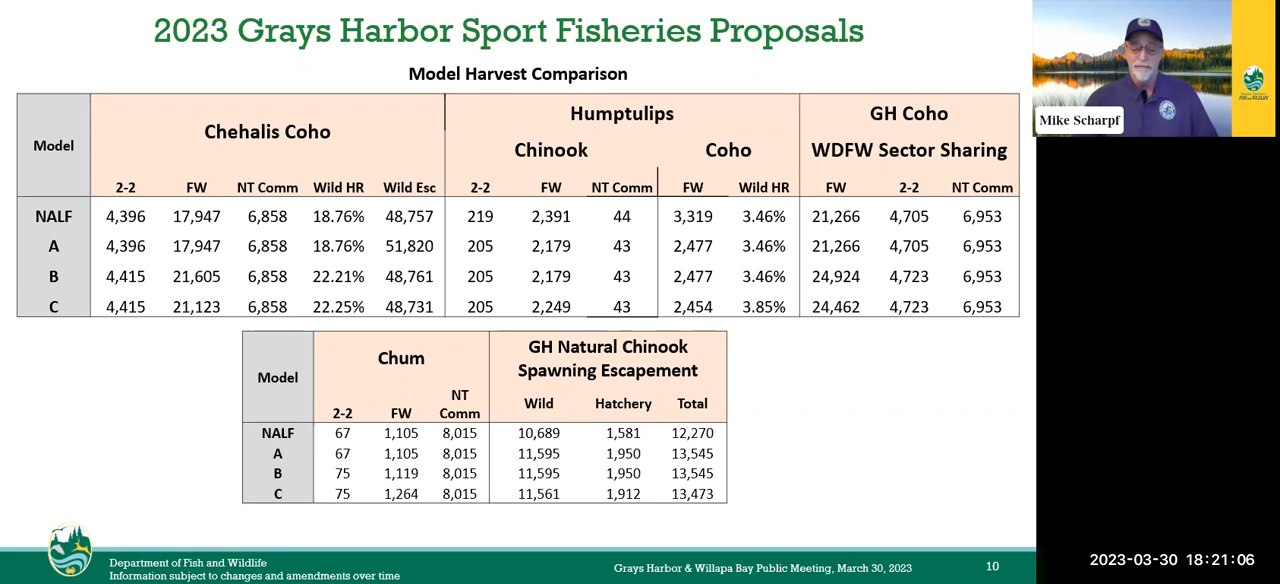 2023 Grays Harbor Sport Fisheries Proposals
Model Harvest Comparison
Model Chehalis Coho Humptulips GH Coho
Chinook Coho WDFW Sector Sharing
2-2 FW NT Comm Wild HR Wild Esc 2-2 FW NT Comm FW Wild HR FW 2-2 NT Comm
NALF 4,396 17,947 6,858 18.76% 48,757 219 2,391 44 3,319 3.46% 21,266 4,705 6,953
A 4,396 17,947 6,858 18.76% 51,820 205 2,179 43 2,477 3.46% 21,266 4,705 6,953
B 4,415 21,605 6,858 22.21% 48,761 205 2,179 43 2,477 3.46% 24,924 4,723 6,953
C 4,415 21,123 6,858 22.25% 48,731 205 2,249 43 2,454 3.85% 24,462 4,723 6,953
Model Chum GH Natural Chinook
Spawning Escapement
2-2 FW NT Comm Wild Hatchery Total
NALF 67 1,105 8,015 10,689 1,581 12,270
A 67 1,105 8,015 11,595 1,950 13,545
B 75 1,119 8,015 11,595 1,950 13,545
C 75 1,264 8,015 11,561 1,912 13,473
Department of Fish and Wildlife
Information subject to changes and amendments over time
Grays Harbor & Willapa Bay Public Meeting, March 30, 2023
10
Mike Scharpf
2023-03-30 18:21:06